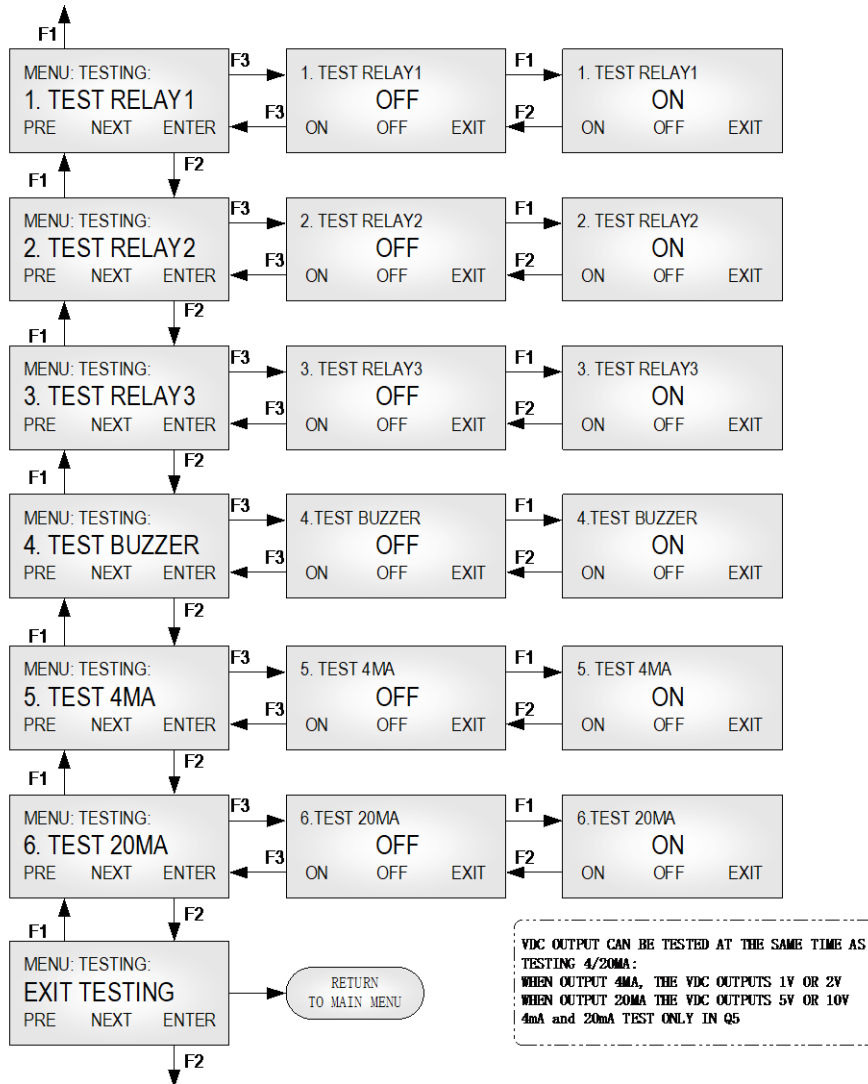 F1
MENU: TESTING:
1. TEST RELAY1
PRE NEXT ENTER
F3
F3
1. TEST RELAY1
OFF
ON OFF EXIT
F1
F2
1. TEST RELAY1
ON
ON OFF EXIT
F1
F2
MENU: TESTING:
2. TEST RELAY2
PRE NEXT ENTER
F3
F3
2. TEST RELAY2
OFF
ON OFF EXIT
F1
F2
2. TEST RELAY2
ON
ON OFF EXIT
F1
F2
MENU: TESTING:
3. TEST RELAY3
PRE NEXT ENTER
F3
F3
3. TEST RELAY3
OFF
ON OFF EXIT
F1
F2
3. TEST RELAY3
ON
ON OFF EXIT
F1
F2
MENU: TESTING:
4. TEST BUZZER
PRE NEXT ENTER
F3
F3
4.TEST BUZZER
OFF
ON OFF EXIT
F1
F2
4.TEST BUZZER
ON
ON OFF EXIT
F1
F2
MENU: TESTING:
5. TEST 4MA
PRE NEXT ENTER
F3
F3
5. TEST 4MA
OFF
ON OFF EXIT
F1
F2
5. TEST 4MA
ON
ON OFF EXIT
F1
F2
MENU: TESTING:
6. TEST 20MA
PRE NEXT ENTER
F3
F3
6.TEST 20MA
OFF
ON OFF EXIT
F1
F2
6.TEST 20MA
ON
ON OFF EXIT
F1
F2
MENU: TESTING:
EXIT TESTING
PRE NEXT ENTER
RETURN
TO MAIN MENU
F2
VDC OUTPUT CAN BE TESTED AT THE SAME TIME AS
TESTING 4/20MA:
WHEN OUTPUT 4MA, THE VDC OUTPUTS 1V OR 2V
WHEN OUTPUT 20MA THE VDC OUTPUTS 5V OR 10V
4mA and 20mA TEST ONLY IN Q5